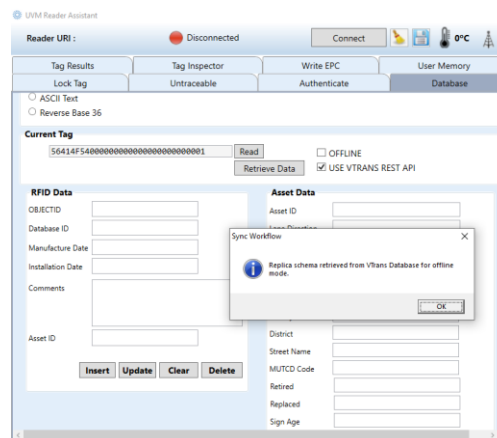 UVM Reader Assistant
Reader URI :
Disconnected
Connect
0°C
Tag Results
Tag Inspector
Write EPC
User Memory
Lock Tag
Untraceable
Authenticate
Database
ASCII Text
Reverse Base 36
Current Tag
Read
OFFLINE
Retrieve Data
USE VTRANS REST API
RFID Data
OBJECTID
Database ID
Manufacture Date
Installation Date
Comments
Asset ID
Insert
Update
Clear
Delete
Asset Data
Asset ID
Sync Workflow
Replica schema retrieved from VTrans Database for offline
mode.
OK
District
Street Name
MUTCD Code
Retired
Replaced
Sign Age